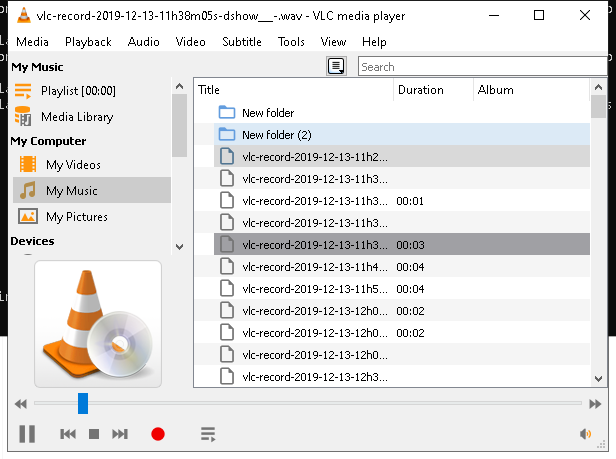 vlc-record-2019-12-13-11h38m05s-dshow__-.wav - VLC media player
Media Playback Audio Video Subtitle Tools View Help
My Music
Search
Playlist [00:00]
Media Library
My Computer
My Videos
My Music
My Pictures
Devices
Title Duration Album
New folder
New folder (2)
vlc-record-2019-12-13-11h2...
vlc-record-2019-12-13-11h3...
vlc-record-2019-12-13-11h3... 00:01
vlc-record-2019-12-13-11h3...
vlc-record-2019-12-13-11h3... 00:03
vlc-record-2019-12-13-11h4... 00:04
vlc-record-2019-12-13-11h5... 00:04
vlc-record-2019-12-13-12h0... 00:02
vlc-record-2019-12-13-12h0... 00:02
vlc-record-2019-12-13-12h0...
vlc-record-2019-12-13-12h3...